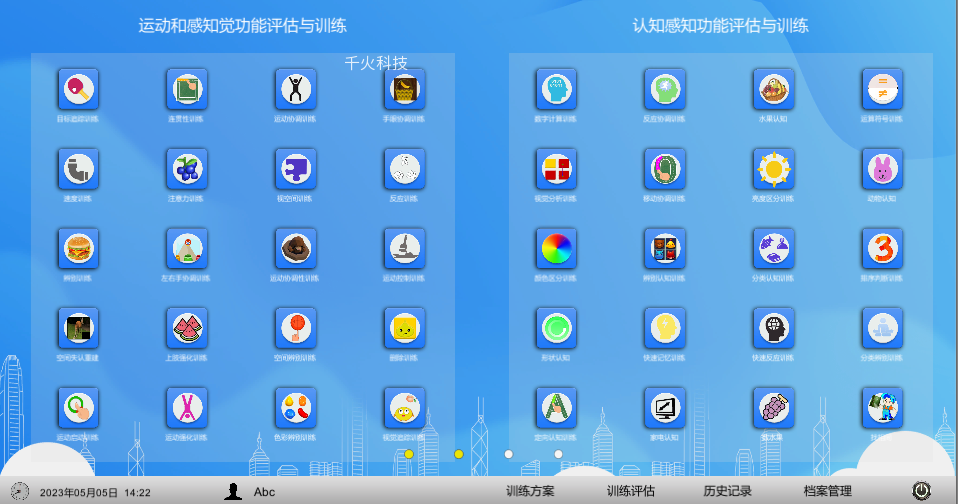 运动和感知觉功能评估与训练
认知感知功能评估与训练
千火科技
目标追踪训练 连贯性训练 运动协调训练 手眼协调训练
数字计算训练 反应协调训练 水果认知 运算符号训练
速度训练 注意力训练 视空间训练 反应训练
视觉分析训练 移动协调训练 亮度区分训练 动物认知
辨别训练 左右手协调训练 运动协调性训练 运动控制训练
颜色区分训练 辨别认知训练 分类认知训练 顺序判断训练
空间失认重建 上肢强化训练 空间辨别训练 删除训练
形状认知 快速记忆训练 快速反应训练 分类辨别训练
运动启动训练 运动强化训练 色彩辨别训练 视觉追踪训练
定向认知训练 家电认知
2023年05月05日 14:22
Abc
训练方案
训练评估
历史记录
档案管理